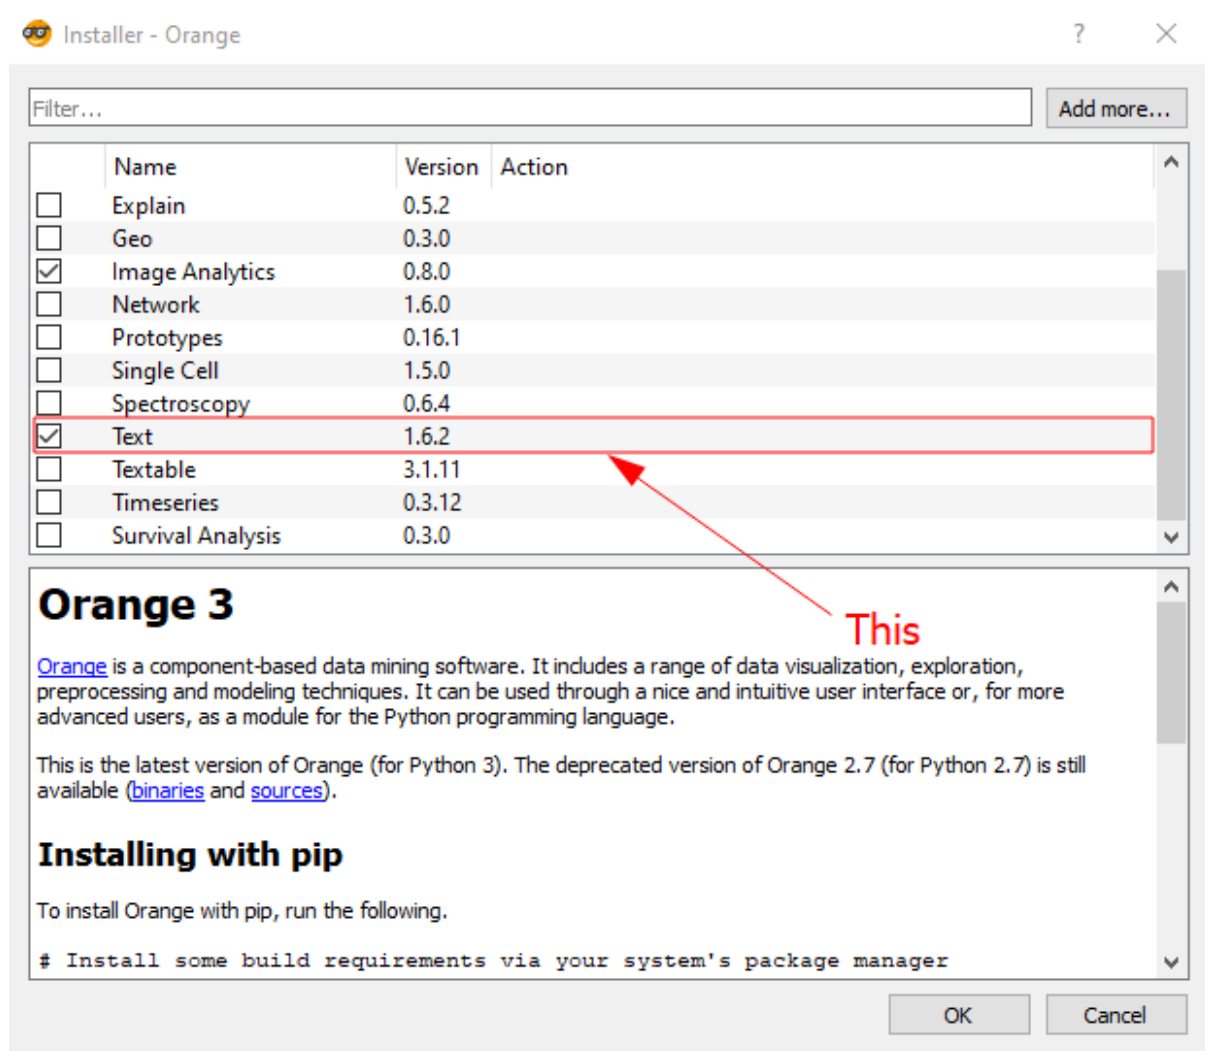 Installer - Orange
?
Filter...
Add more...
Name Version Action
Explain 0.5.2
Geo 0.3.0
Image Analytics 0.8.0
Network 1.6.0
Prototypes 0.16.1
Single Cell 1.5.0
Spectroscopy 0.6.4
Text 1.6.2
Textable 3.1.11
Timeseries 0.3.12
Survival Analysis 0.3.0
This
Orange 3
Orange is a component-based data mining software. It includes a range of data visualization, exploration,
preprocessing and modeling techniques. It can be used through a nice and intuitive user interface or, for more
advanced users, as a module for the Python programming language.
This is the latest version of Orange (for Python 3). The deprecated version of Orange 2.7 (for Python 2.7) is still
available (binaries and sources).
Installing with pip
To install Orange with pip, run the following.
# Install some build requirements via your system's package manager
OK Cancel